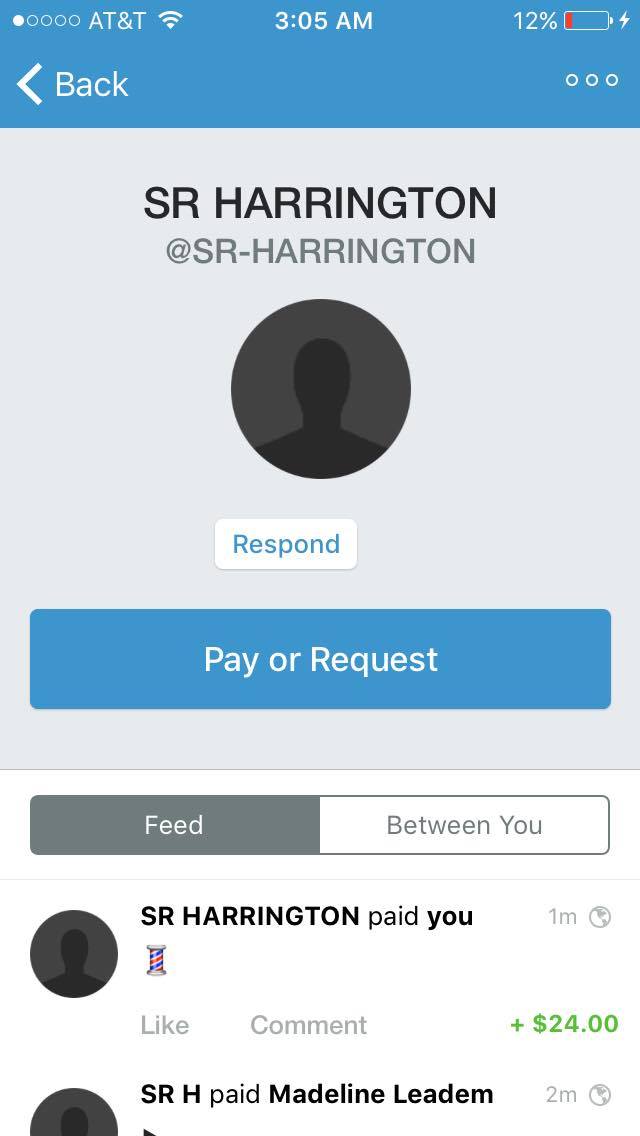 AT&T 3:05 AM 12%
Back
SR HARRINGTON
@SR-HARRINGTON
Respond
Pay or Request
Feed Between You
SR HARRINGTON paid you 1m
💈
Like Comment + $24.00
SR H paid Madeline Leadem 2m